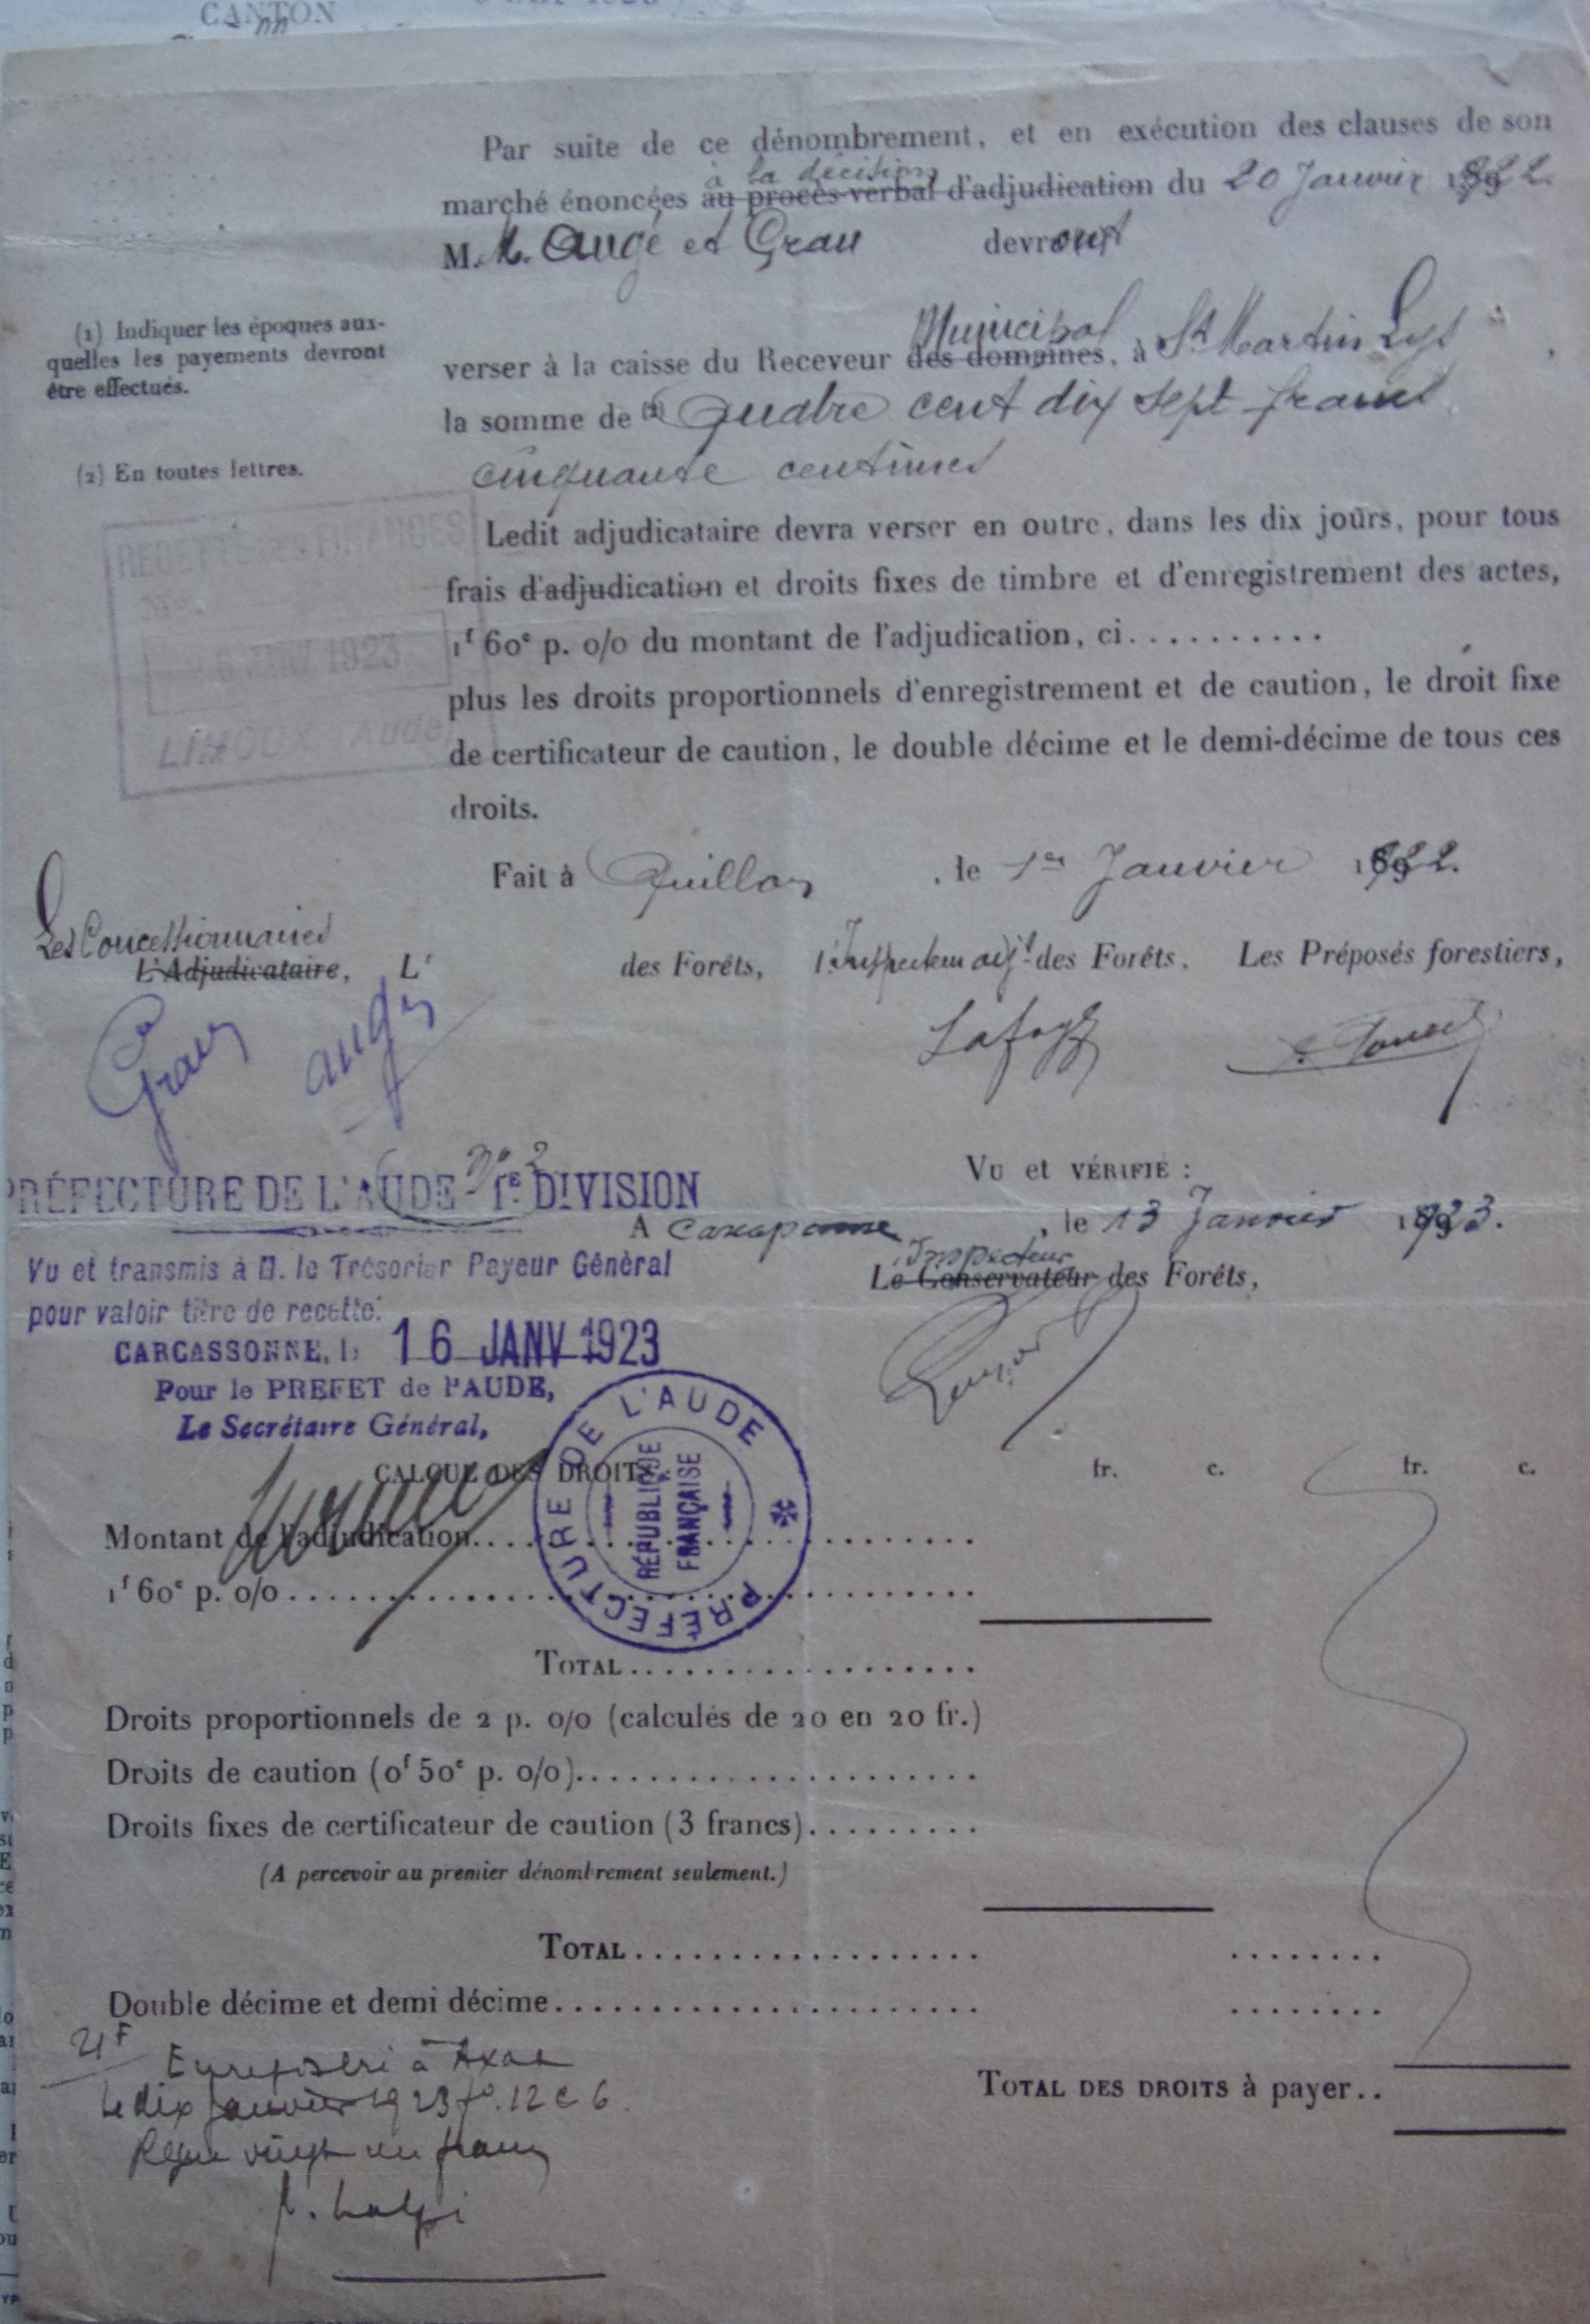 CANTON
Par suite de ce dénombrement, et en exécution des clauses de son
à la décision
marché énoncées au procès-verbal d'adjudication du 20 Janvier 1922.
M.M. Augé et Grau devront
(1) Indiquer les époques aux-
quelles les payements devront
être effectués.
Municipal
verser à la caisse du Receveur des domaines, à St Martin Lys
la somme de (2) Quatre cent dix sept francs
(2) En toutes lettres.
cinquante centimes
Ledit adjudicataire devra verser en outre, dans les dix jours, pour tous
frais d'adjudication et droits fixes de timbre et d'enregistrement des actes,
1f 60c p. o/o du montant de l'adjudication, ci..........
plus les droits proportionnels d'enregistrement et de caution, le droit fixe
de certificateur de caution, le double décime et le demi-décime de tous ces
droits.
FINANCES
JANV 1923
LIMOUX Aude
Fait à Quillan, le 1er Janvier 1922.
Les Concessionnaires
L'Adjudicataire, L' des Forêts, l'Inspecteur adjt des Forêts, Les Préposés forestiers,
Grau Augé
PRÉFECTURE DE L'AUDE - 1e DIVISION
No 2
Vu et vérifié :
A Carcassonne, le 13 Janvier 1923.
Vu et transmis à M. le Trésorier Payeur Général
pour valoir titre de recette.
L'Inspecteur
Le Conservateur des Forêts,
CARCASSONNE, le 16 JANV 1923
Pour le PREFET de l'AUDE,
Le Secrétaire Général,
PRÉFECTURE DE L'AUDE
RÉPUBLIQUE
FRANÇAISE
CALCUL DES DROITS. fr. c. fr. c.
Montant de l'adjudication....................
1f 60c p. o/o....................
Total....................
Droits proportionnels de 2 p. o/o (calculés de 20 en 20 fr.)
Droits de caution (0f 50c p. o/o)....................
Droits fixes de certificateur de caution (3 francs).........
(A percevoir au premier dénombrement seulement.)
Total.................... ........
Double décime et demi décime.................... ........
21F
Enregistré à Axat
Total des droits à payer..
le dix janvier 1923 fo. 12 c 6.
Reçu vingt un francs